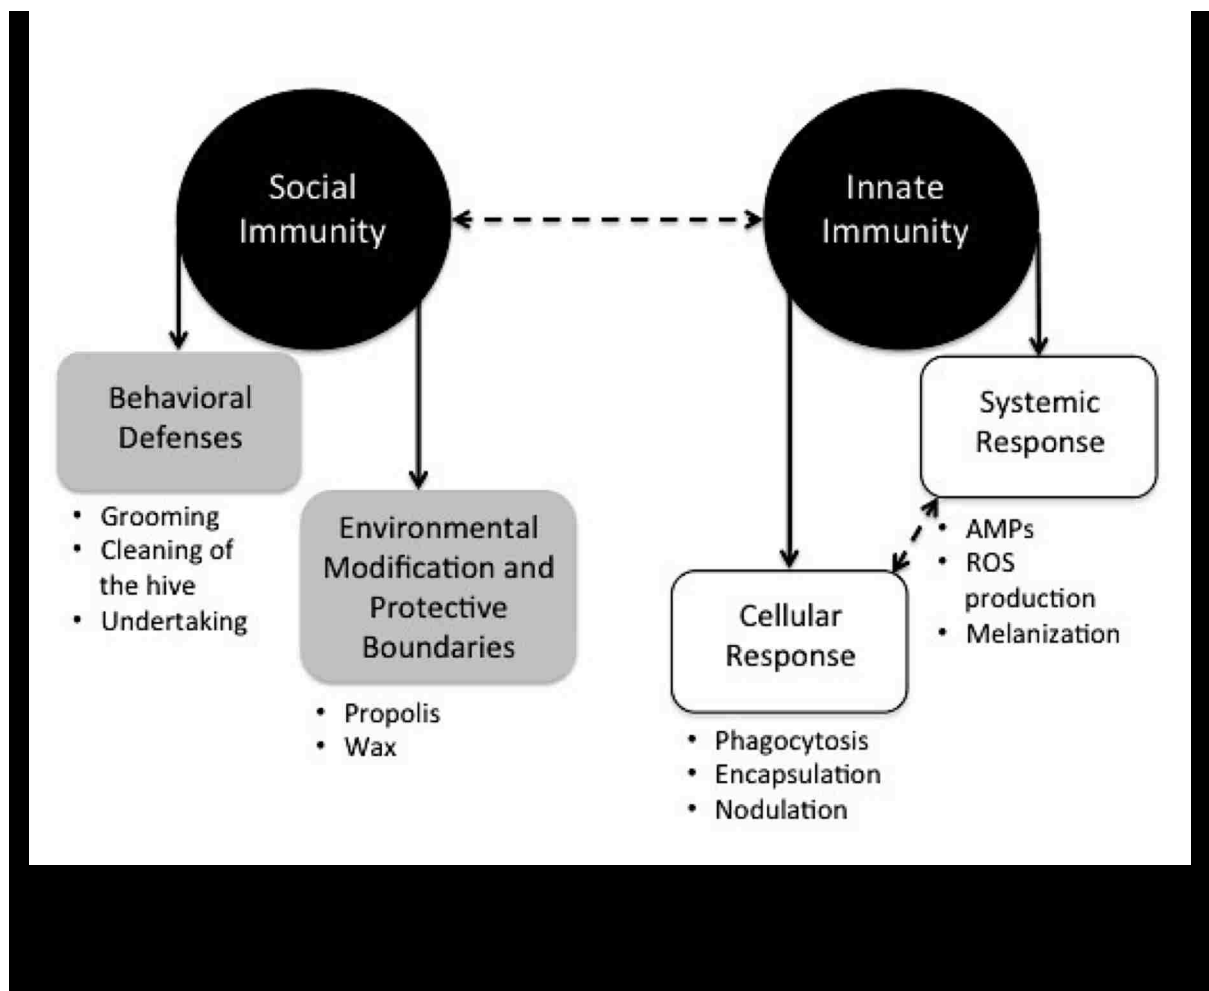 Social
Immunity
Innate
Immunity
Behavioral
Defenses
• Grooming
• Cleaning of
the hive
• Undertaking
Environmental
Modification and
Protective
Boundaries
• Propolis
• Wax
Systemic
Response
• AMPs
• ROS
production
• Melanization
Cellular
Response
• Phagocytosis
• Encapsulation
• Nodulation